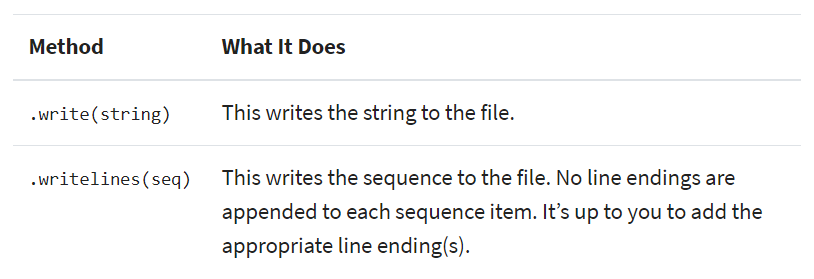 Method What It Does
.write(string) This writes the string to the file.
.writelines(seq) This writes the sequence to the file. No line endings are
appended to each sequence item. It’s up to you to add the
appropriate line ending(s).